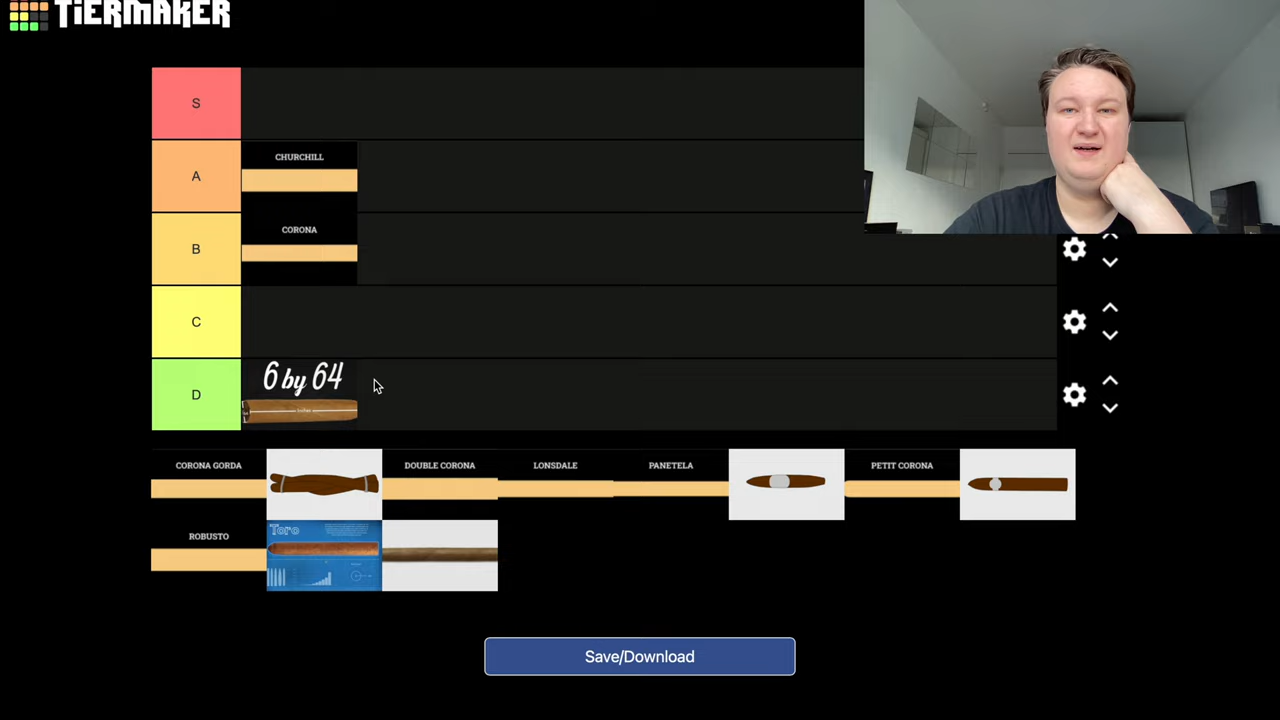 TiERMAKER
S
CHURCHILL
A
CORONA
B
C
6 by 64
D
CORONA GORDA
DOUBLE CORONA
LONSDALE
PANETELA
PETIT CORONA
ROBUSTO
Toro
Save/Download